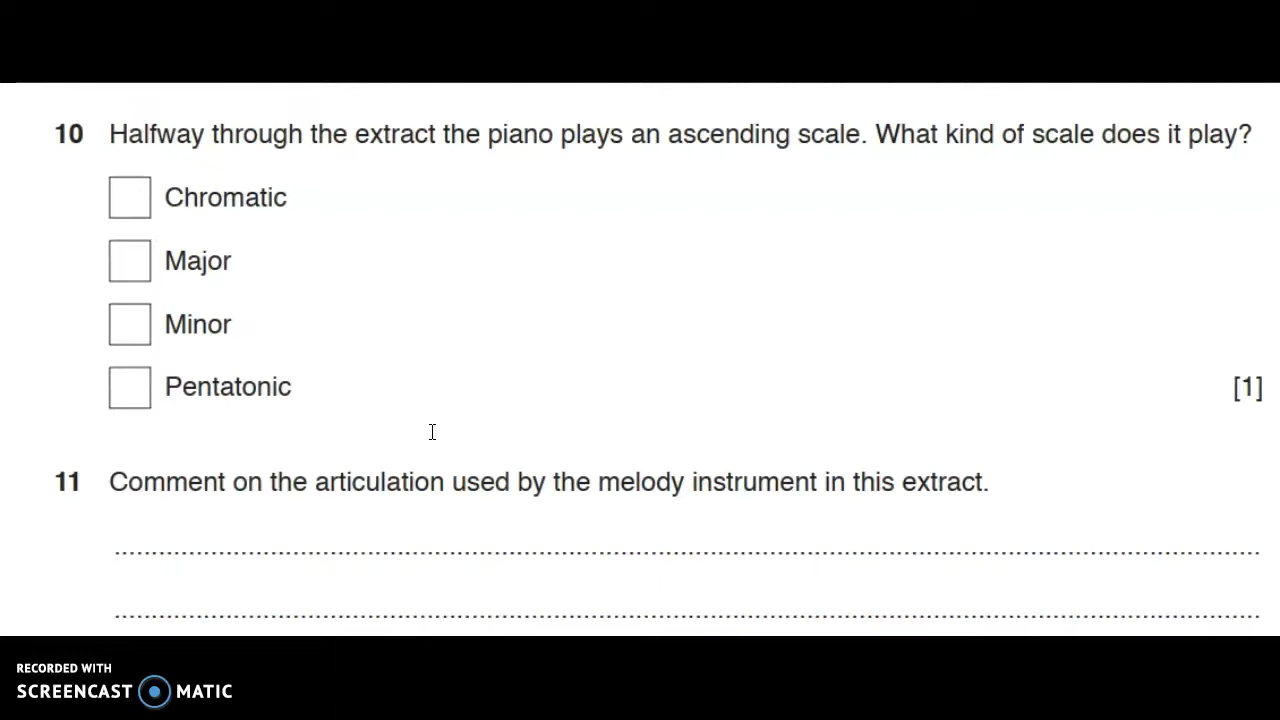 10 Halfway through the extract the piano plays an ascending scale. What kind of scale does it play?
Chromatic
Major
Minor
Pentatonic [1]
11 Comment on the articulation used by the melody instrument in this extract.
RECORDED WITH
SCREENCAST MATIC